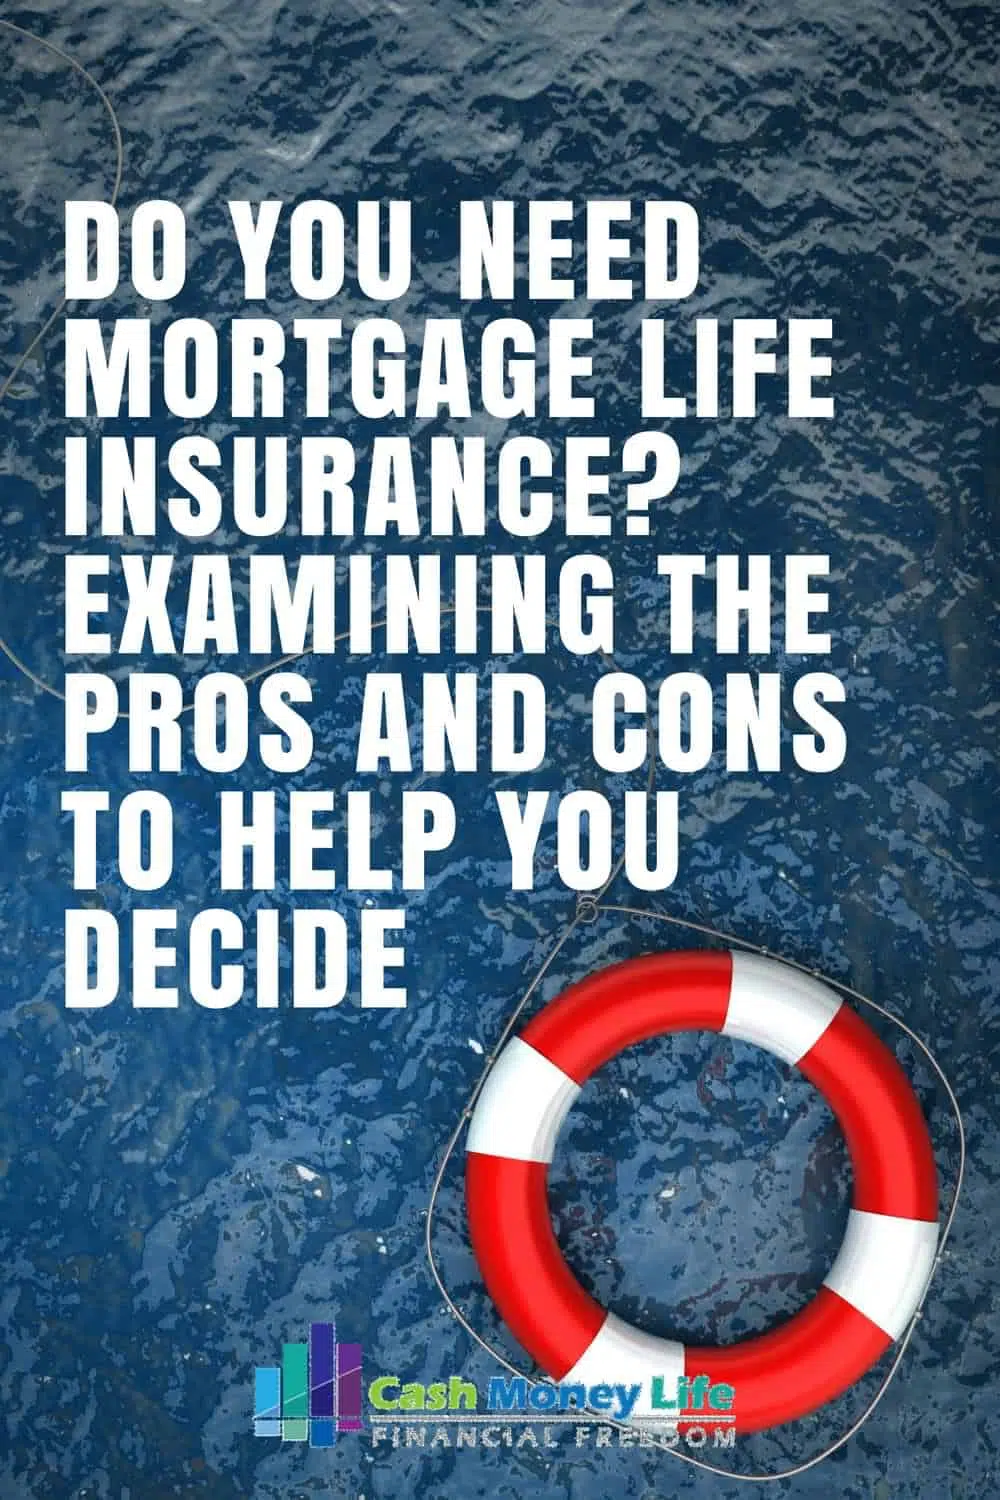 DO YOU NEED
MORTGAGE LIFE
INSURANCE?
EXAMINING THE
PROS AND CONS
TO HELP YOU
DECIDE
Cash Money Life
FINANCIAL FREEDOM